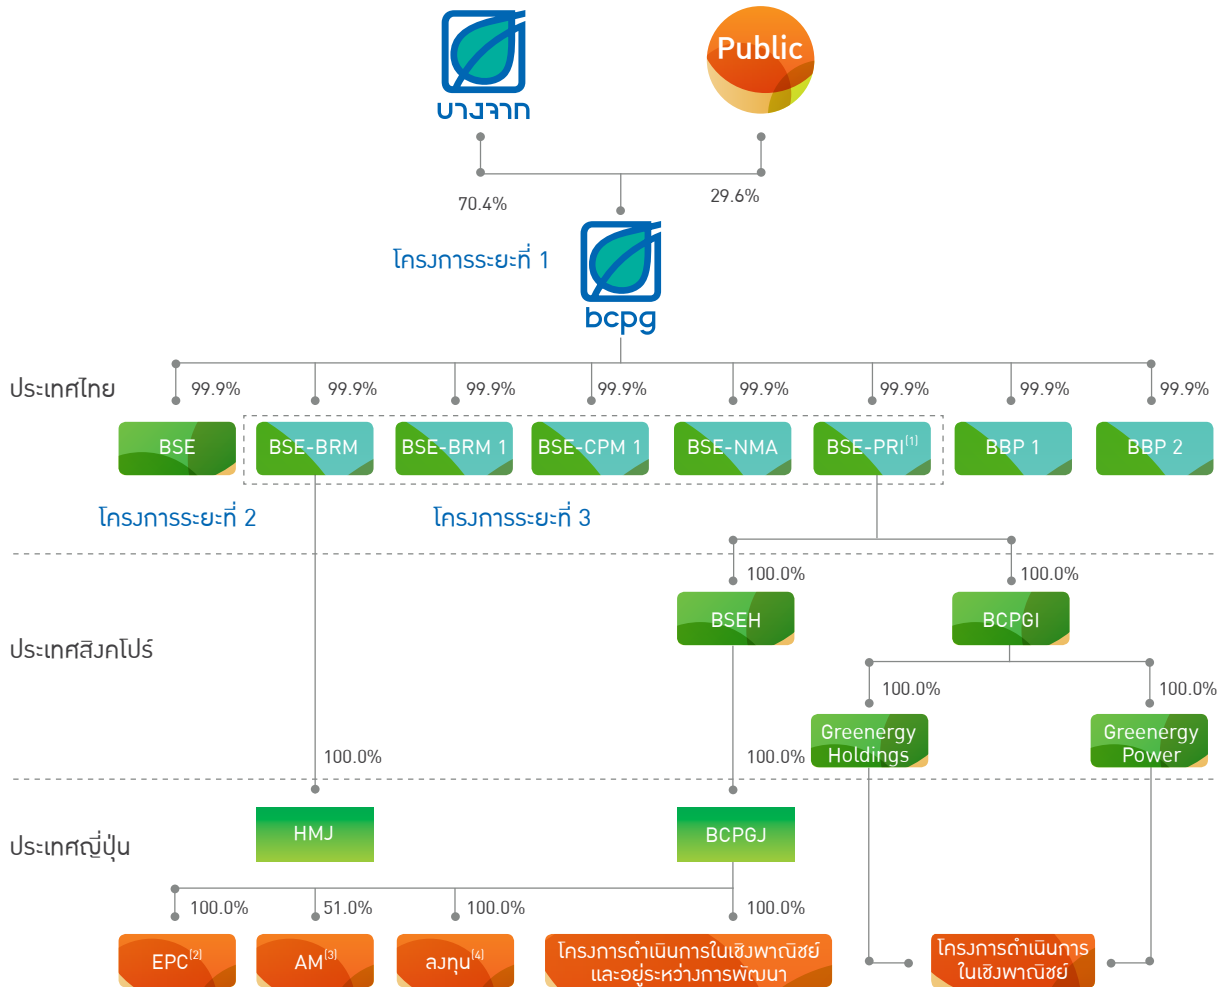 บางจาก
Public
70.4%
29.6%
โครงการระยะที่ 1
bcpg
ประเทศไทย
99.9%
99.9%
99.9%
99.9%
99.9%
99.9%
99.9%
99.9%
BSE
BSE-BRM
BSE-BRM 1
BSE-CPM 1
BSE-NMA
BSE-PRI(1)
BBP 1
BBP 2
โครงการระยะที่ 2
โครงการระยะที่ 3
100.0%
100.0%
ประเทศสิงคโปร์
BSEH
BCPGI
100.0%
100.0%
Greenergy
Holdings
Greenergy
Power
100.0%
100.0%
ประเทศญี่ปุ่น
HMJ
BCPGJ
100.0%
51.0%
100.0%
100.0%
EPC(2)
AM(3)
ลงทุน(4)
โครงการดำเนินการในเชิงพาณิชย์
และอยู่ระหว่างการพัฒนา
โครงการดำเนินการ
ในเชิงพาณิชย์